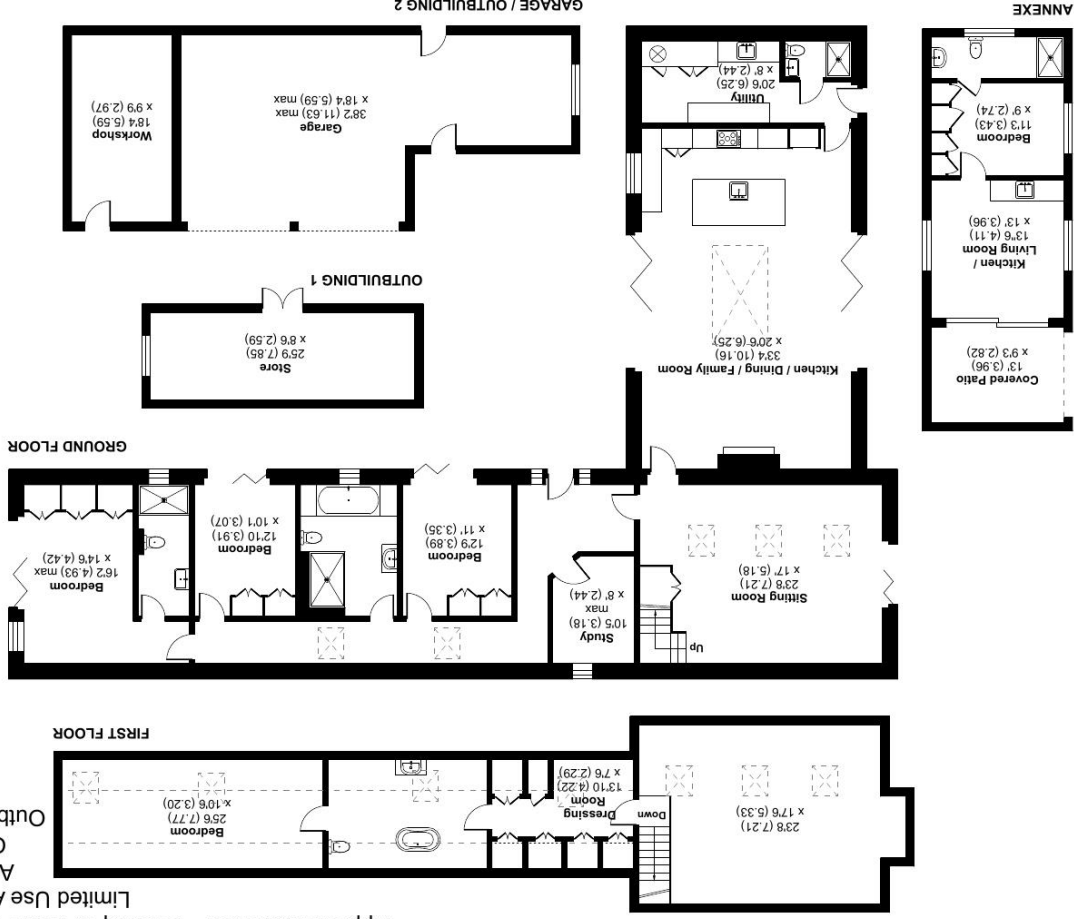 Limited Use A
A
Outbu
23'8 (7.21)
x 17'6 (5.33)
Down
Dressing
Room
13'10 (4.22)
x 7'6 (2.29)
Bedroom
25'6 (7.77)
x 10'6 (3.20)
FIRST FLOOR
Up
Sitting Room
23'8 (7.21)
x 17' (5.18)
Study
10'5 (3.18)
max
x 8' (2.44)
Bedroom
12'9 (3.89)
x 11' (3.35)
Bedroom
12'10 (3.91)
x 10'1 (3.07)
Bedroom
16'2 (4.93) max
x 14'6 (4.42)
GROUND FLOOR
Covered Patio
13' (3.96)
x 9'3 (2.82)
Kitchen /
Living Room
13'6 (4.11)
x 13' (3.96)
Bedroom
11'3 (3.43)
x 9' (2.74)
ANNEXE
Kitchen / Dining / Family Room
33'4 (10.16)
x 20'6 (6.25)
Utility
20'6 (6.25)
x 8' (2.44)
Store
25'9 (7.85)
x 8'6 (2.59)
OUTBUILDING 1
Garage
38'2 (11.63) max
x 18'4 (5.59) max
Workshop
18'4 (5.59)
x 9'9 (2.97)
GARAGE / OUTBUILDING 2